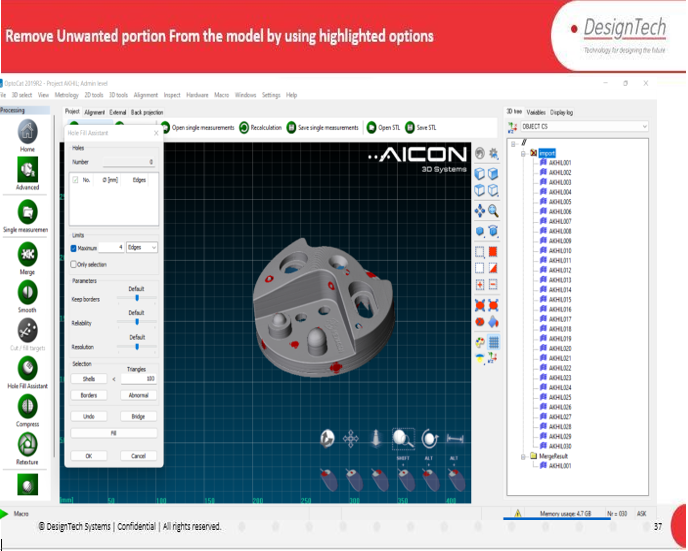 Remove Unwanted portion From the model by using highlighted options
DesignTech
Technology for designing the future
OptoCat 2019R2 - Project AKHIL; Admin level
File 3D select View Metrology 2D tools 3D tools Alignment Inspect Hardware Macro Windows Settings Help
Processing
Project Alignment External Back projection
3D tree Variables Display log
Open single measurements Recalculation Save single measurements Open STL Save STL
OBJECT CS
Home
Advanced
Single measuremen
Merge
Smooth
Cut / Fill targets
Hole Fill Assistant
Compress
Retexture
Hole Fill Assistant
Holes
Number 0
No. Ø [mm] Edges
Limits
Maximum 4 Edges
Only selection
Parameters
Default
Keep borders
Default
Reliability
Default
Resolution
Selection
Triangles
Shells < 100
Borders Abnormal
Undo Bridge
Fill
OK Cancel
AICON
3D Systems
SHIFT ALT ALT
[mm] 50 100 150 200 250 300 350 400
//
import
AKHIL001
AKHIL002
AKHIL003
AKHIL004
AKHIL005
AKHIL006
AKHIL007
AKHIL008
AKHIL009
AKHIL010
AKHIL011
AKHIL012
AKHIL013
AKHIL014
AKHIL015
AKHIL016
AKHIL017
AKHIL018
AKHIL019
AKHIL020
AKHIL021
AKHIL022
AKHIL023
AKHIL024
AKHIL025
AKHIL026
AKHIL027
AKHIL028
AKHIL029
AKHIL030
MergeResult
AKHIL001
Macro
Memory usage: 4.7 GB Nr.= 030 ASK
© DesignTech Systems | Confidential | All rights reserved.
37